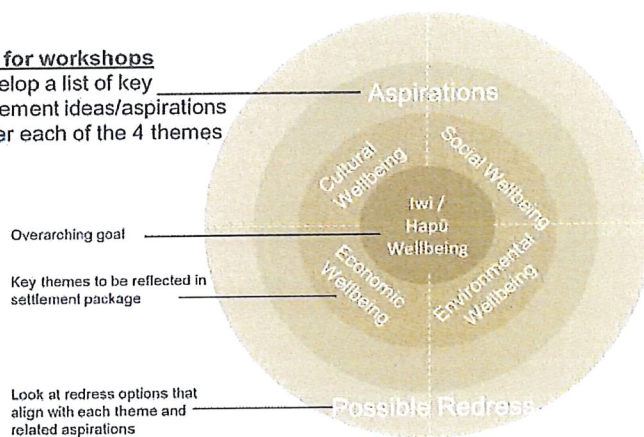 for workshops
elop a list of key
ement ideas/aspirations
er each of the 4 themes
Aspirations
Cultural
Wellbeing
Social Wellbeing
Iwi /
Hapū
Wellbeing
Overarching goal
Economic
Wellbeing
Environmental
Wellbeing
Key themes to be reflected in
settlement package
Look at redress options that
align with each theme and
related aspirations
Possible Redress